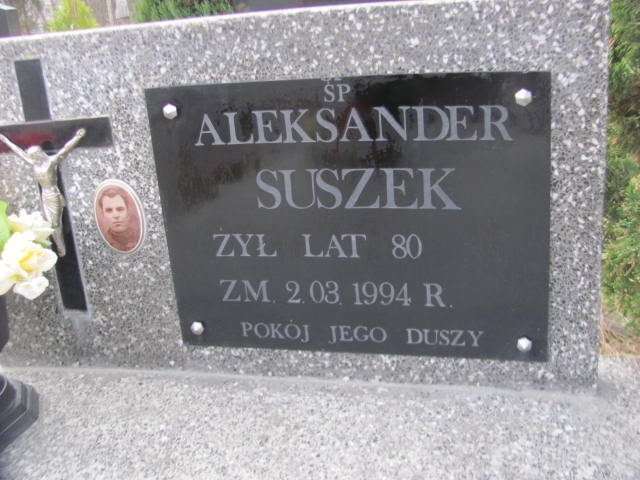 ŚP
ALEKSANDER
SUSZEK
ŻYŁ LAT 80
ZM. 2.03.1994 R.
POKÓJ JEGO DUSZY